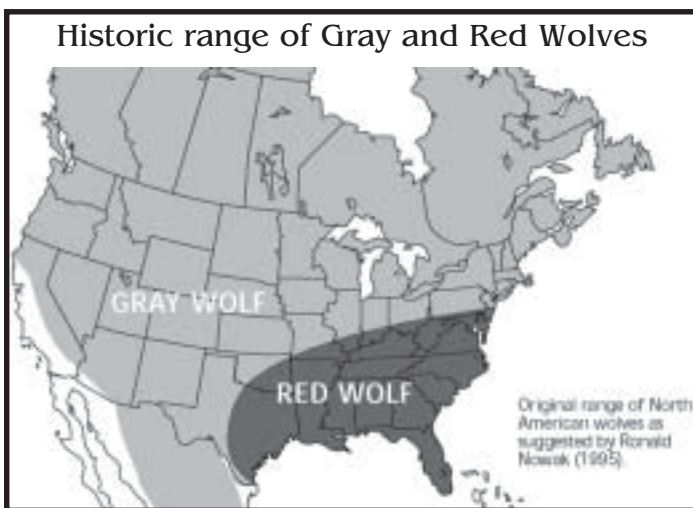 Historic range of Gray and Red Wolves
GRAY WOLF
RED WOLF
Original range of North
American wolves as
suggested by Ronald
Nowak (1995).